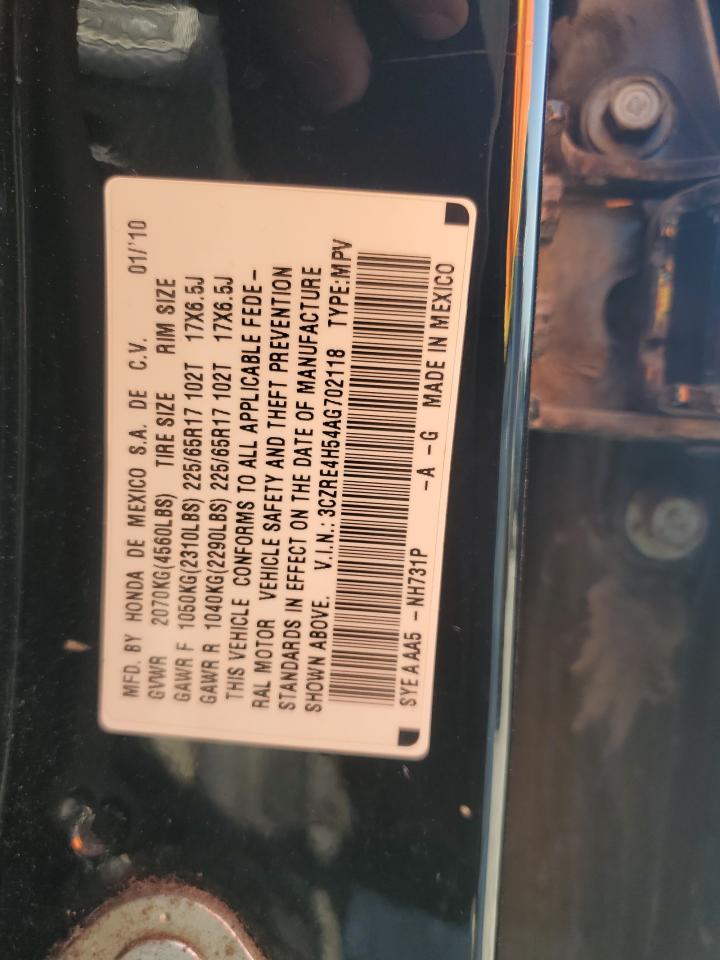 MFD. BY HONDA DE MEXICO S.A. DE C.V. 01/'10
GVWR 2070KG(4560LBS) TIRE SIZE RIM SIZE
GAWR F 1050KG(2310LBS) 225/65R17 102T 17X6.5J
GAWR R 1040KG(2290LBS) 225/65R17 102T 17X6.5J
THIS VEHICLE CONFORMS TO ALL APPLICABLE FEDE-
RAL MOTOR VEHICLE SAFETY AND THEFT PREVENTION
STANDARDS IN EFFECT ON THE DATE OF MANUFACTURE
SHOWN ABOVE. V.I.N.: 3CZRE4H54AG702118 TYPE:MPV
SYE A AA5 -NH731P -A -G MADE IN MEXICO